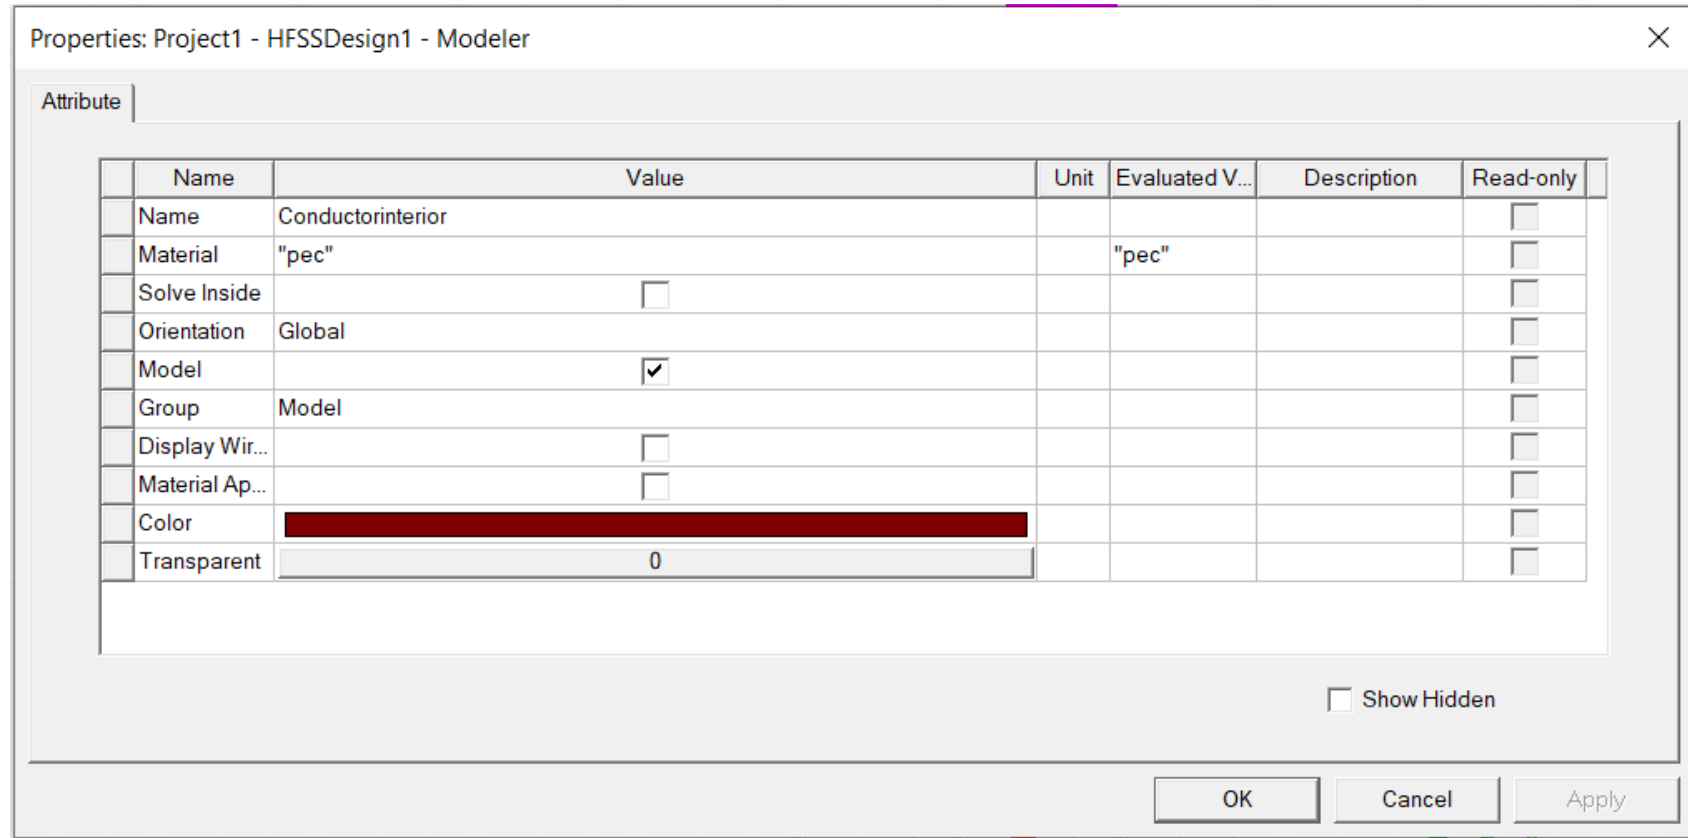 Properties: Project1 - HFSSDesign1 - Modeler
Attribute
Name Value Unit Evaluated V... Description Read-only
Name Conductorinterior
Material "pec" "pec"
Solve Inside
Orientation Global
Model
Group Model
Display Wir...
Material Ap...
Color
Transparent 0
Show Hidden
OK Cancel Apply